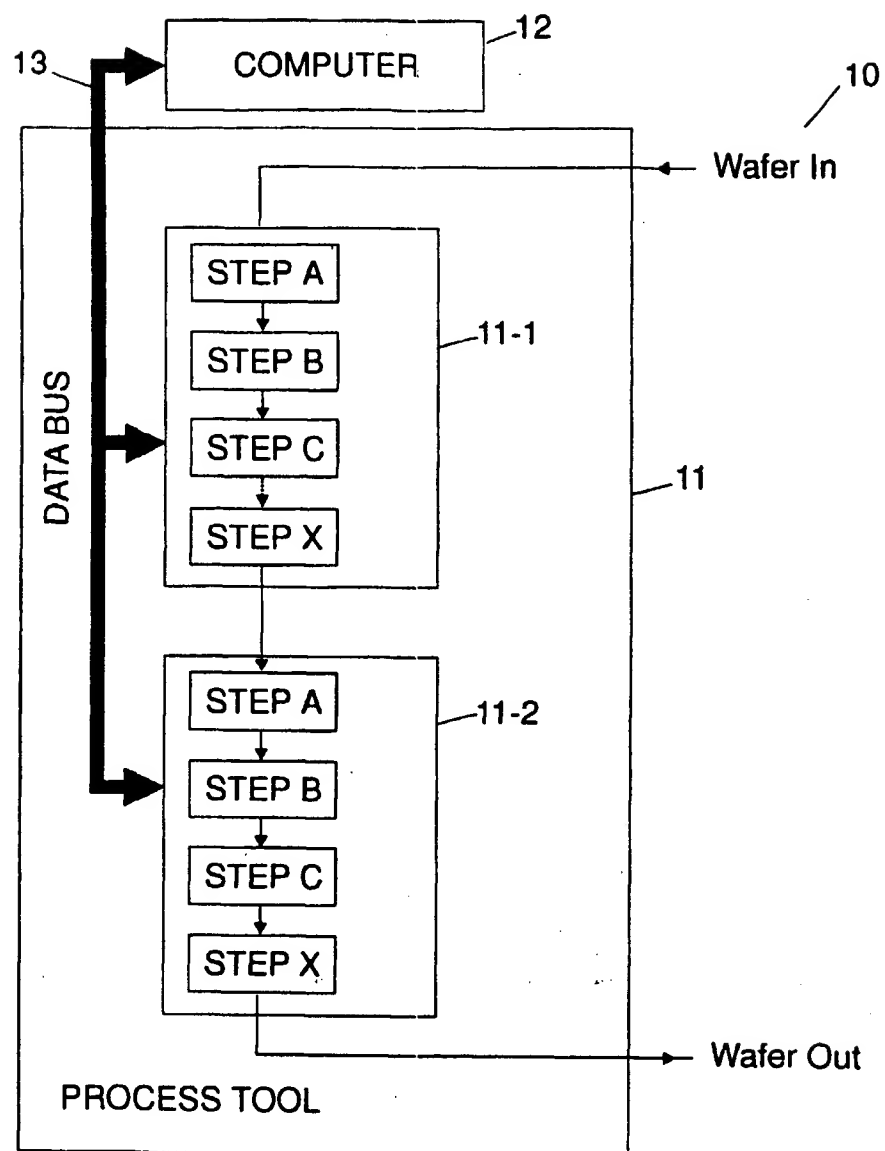 12
COMPUTER
13
10
Wafer In
STEP A
11-1
STEP B
DATA BUS
STEP C
11
STEP X
STEP A
11-2
STEP B
STEP C
STEP X
Wafer Out
PROCESS TOOL